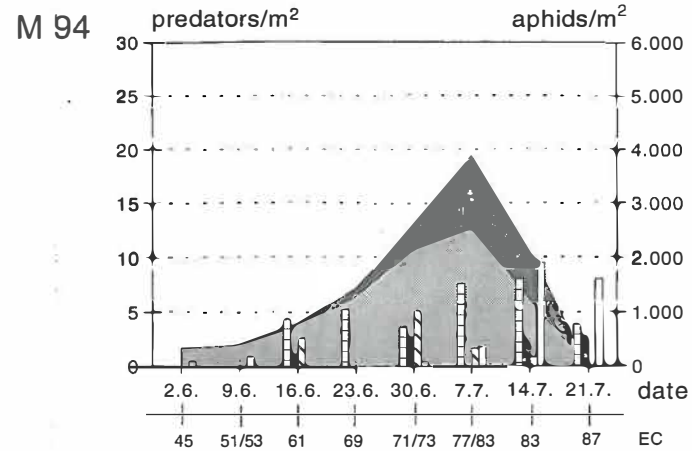 M 94
predators/m² aphids/m²
30 6.000
25 5.000
20 4.000
15 3.000
10 2.000
5 1.000
0 0
2.6. 9.6. 16.6. 23.6. 30.6. 7.7. 14.7. 21.7. date
45 51/53 61 69 71/73 77/83 83 87 EC